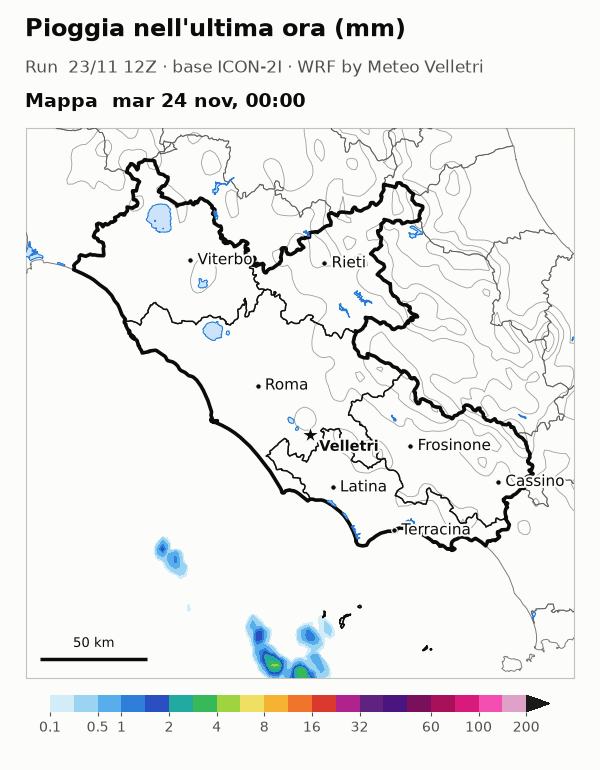 Pioggia nell'ultima ora (mm)
Run  23/11 12Z · base ICON-2I · WRF by Meteo Velletri
Mappa  mar 24 nov, 00:00
Viterbo
Rieti
Roma
Velletri
Frosinone
Latina
Cassino
Terracina
50 km
0.1 0.5 1 2 4 8 16 32 60 100 200